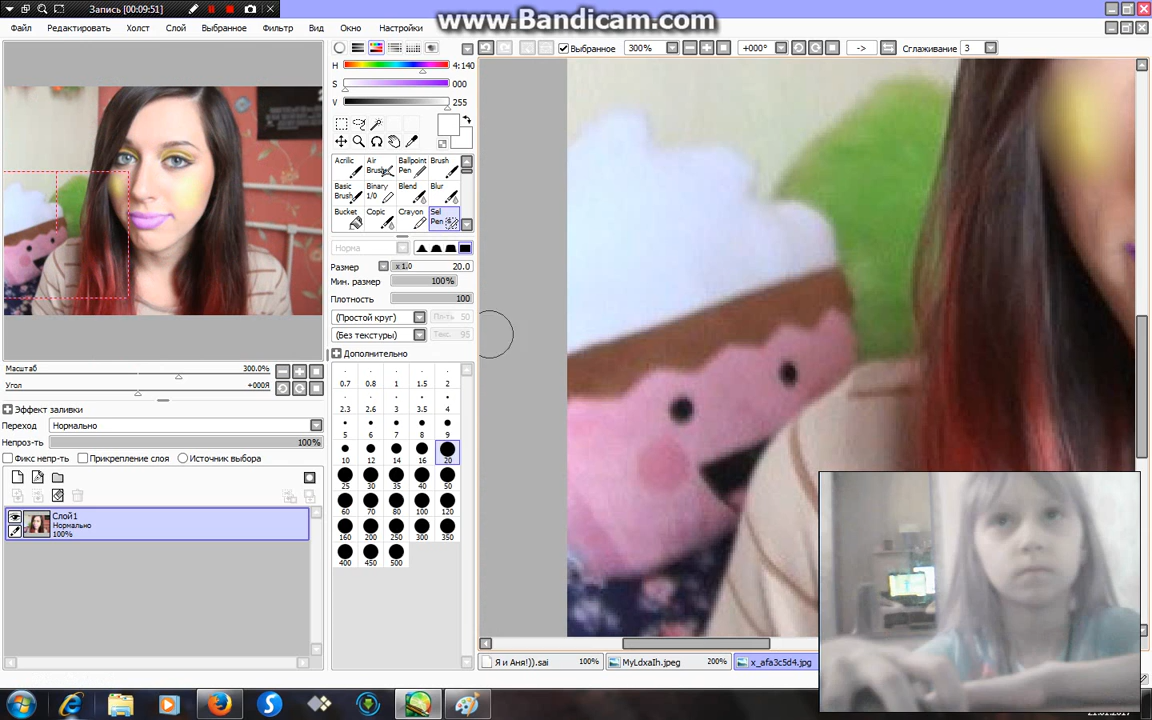 Запись [00:09:51]
www.Bandicam.com
Файл Редактировать Холст Слой Выбранное Фильтр Вид Окно Настройки
Выбранное 300% +000° -> Сглаживание 3
H 4:140
S 000
V 255
Acrilic Air Brush Ballpoint Pen Brush
Basic Brush Binary 1/0 Blend Blur
Bucket Copic Crayon Sel Pen
Норма
Размер x 1.0 20.0
Мин. размер 100%
Плотность 100
(Простой круг) Пл-ть 50
(Без текстуры) Текс. 95
Дополнительно
0.7 0.8 1 1.5 2
2.3 2.6 3 3.5 4
5 6 7 8 9
10 12 14 16 20
25 30 35 40 50
60 70 80 100 120
160 200 250 300 350
400 450 500
Масштаб 300.0%
Угол +000Я
Эффект заливки
Переход Нормально
Непроз-ть 100%
Фикс непр-ть Прикрепление слоя Источник выбора
Слой1
Нормально
100%
Я и Аня!)).sai 100% MyLdxaIh.jpeg 200% x_afa3c5d4.jpg